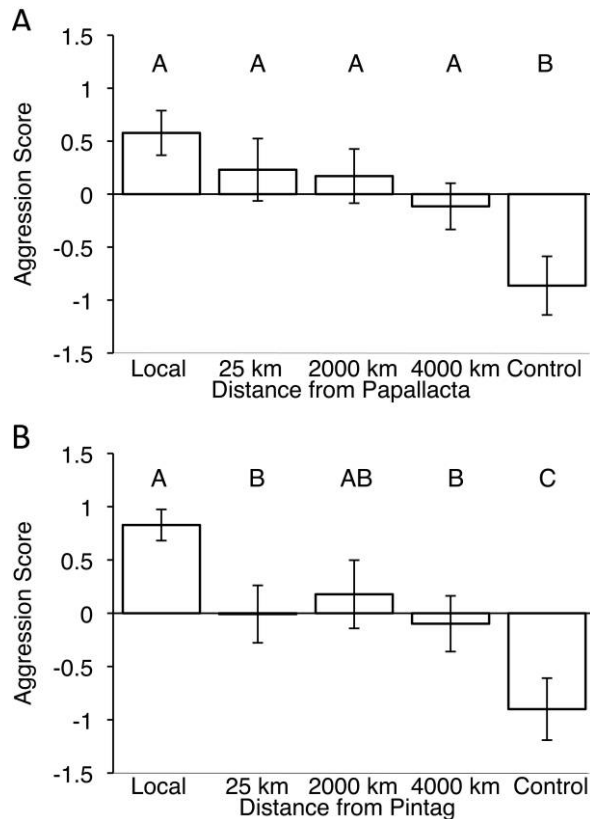 A
1.5
1
0.5
0
-0.5
-1
-1.5
Aggression Score
A A A A B
Local 25 km 2000 km 4000 km Control
Distance from Papallacta
B
1.5
1
0.5
0
-0.5
-1
-1.5
Aggression Score
A B AB B C
Local 25 km 2000 km 4000 km Control
Distance from Pintag